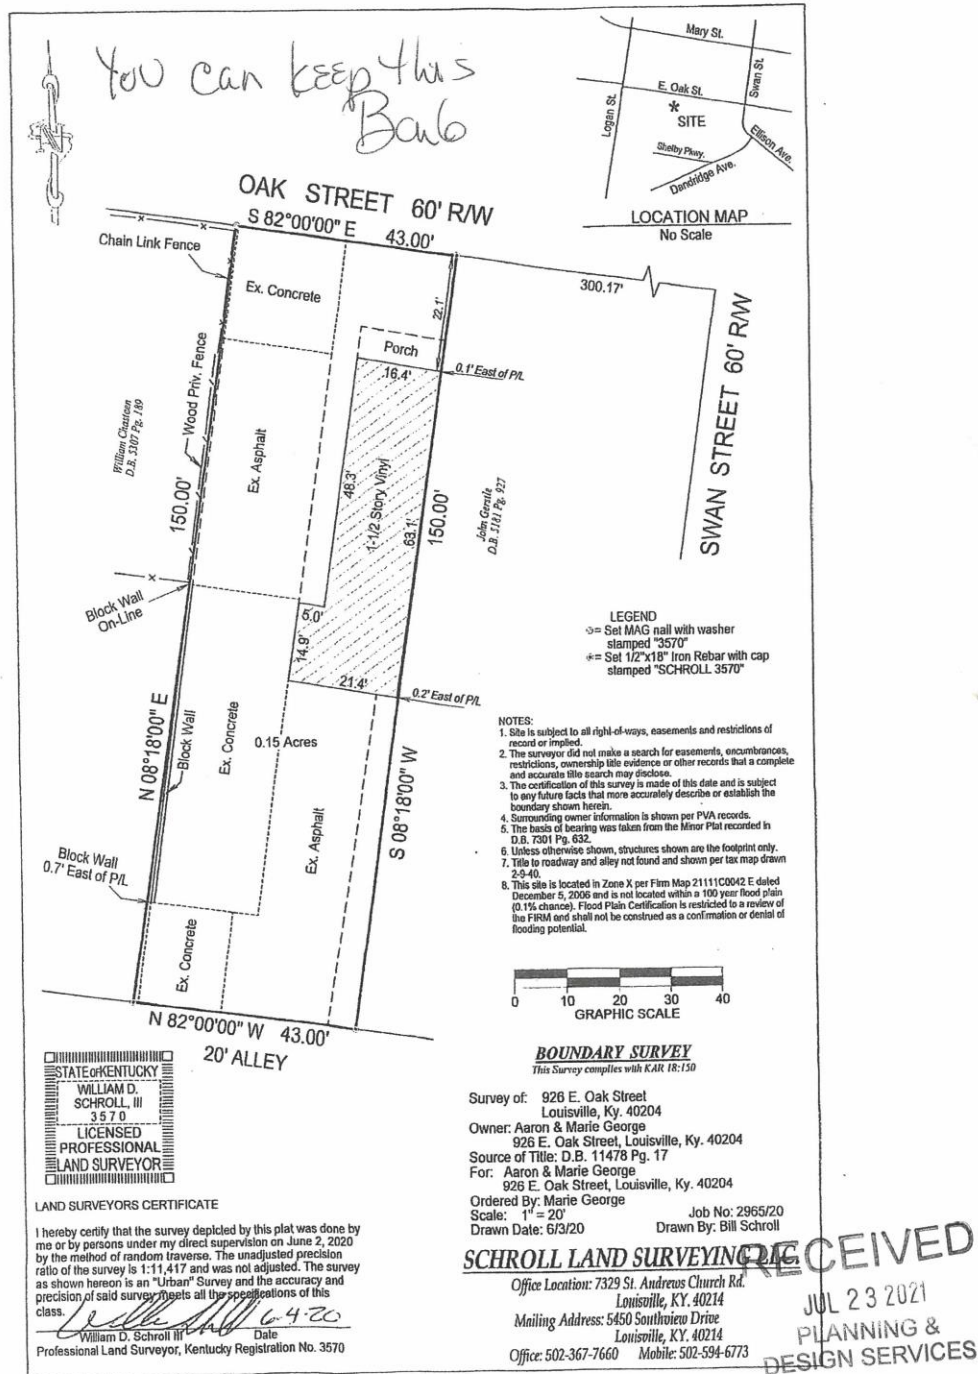 You can keep this
Barb
Mary St.
Swan St.
Logan St.
E. Oak St.
*
SITE
Shelby Pkwy.
Ellison Ave.
Dandridge Ave.
LOCATION MAP
No Scale
OAK STREET 60' R/W
S 82°00'00" E 43.00'
Chain Link Fence
Ex. Concrete
22.1'
300.17'
Porch
16.4'
0.1' East of P/L
Wood Priv. Fence
William Chasteen
D.B. 5307 Pg. 189
Ex. Asphalt
48.3'
1-1/2 Story Vinyl
63.1'
150.00'
150.00'
John Gerstle
D.B. 5181 Pg. 927
SWAN STREET 60' R/W
Block Wall
On-Line
5.0'
14.9'
21.4'
0.2' East of P/L
LEGEND
= Set MAG nail with washer
stamped "3570"
= Set 1/2"x18" Iron Rebar with cap
stamped "SCHROLL 3570"
N 08°18'00" E
Block Wall
Ex. Concrete
0.15 Acres
Ex. Asphalt
S 08°18'00" W
Block Wall
0.7' East of P/L
Ex. Concrete
N 82°00'00" W 43.00'
20' ALLEY
NOTES:
1. Site is subject to all right-of-ways, easements and restrictions of
record or implied.
2. The surveyor did not make a search for easements, encumbrances,
restrictions, ownership title evidence or other records that a complete
and accurate title search may disclose.
3. The certification of this survey is made of this date and is subject
to any future facts that more accurately describe or establish the
boundary shown herein.
4. Surrounding owner information is shown per PVA records.
5. The basis of bearing was taken from the Minor Plat recorded in
D.B. 7301 Pg. 632.
6. Unless otherwise shown, structures shown are the footprint only.
7. Title to roadway and alley not found and shown per tax map drawn
2-9-40.
8. This site is located in Zone X per Firm Map 21111C0042 E dated
December 5, 2006 and is not located within a 100 year flood plain
(0.1% chance). Flood Plain Certification is restricted to a review of
the FIRM and shall not be construed as a confirmation or denial of
flooding potential.
0 10 20 30 40
GRAPHIC SCALE
BOUNDARY SURVEY
This Survey complies with KAR 18:150
Survey of: 926 E. Oak Street
Louisville, Ky. 40204
Owner: Aaron & Marie George
926 E. Oak Street, Louisville, Ky. 40204
Source of Title: D.B. 11478 Pg. 17
For: Aaron & Marie George
926 E. Oak Street, Louisville, Ky. 40204
Ordered By: Marie George
Scale: 1" = 20' Job No: 2965/20
Drawn Date: 6/3/20 Drawn By: Bill Schroll
SCHROLL LAND SURVEYING LLC.
Office Location: 7329 St. Andrews Church Rd.
Louisville, KY. 40214
Mailing Address: 5450 Southview Drive
Louisville, KY. 40214
Office: 502-367-7660 Mobile: 502-594-6773
STATE of KENTUCKY
WILLIAM D.
SCHROLL, III
3570
LICENSED
PROFESSIONAL
LAND SURVEYOR
LAND SURVEYORS CERTIFICATE
I hereby certify that the survey depicted by this plat was done by
me or by persons under my direct supervision on June 2, 2020
by the method of random traverse. The unadjusted precision
ratio of the survey is 1:11,417 and was not adjusted. The survey
as shown hereon is an "Urban" Survey and the accuracy and
precision of said survey meets all the specifications of this
class.
6-4-20
William D. Schroll III Date
Professional Land Surveyor, Kentucky Registration No. 3570
RECEIVED
JUL 23 2021
PLANNING &
DESIGN SERVICES